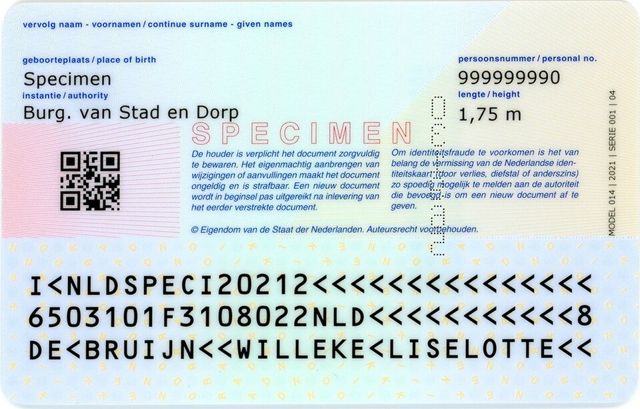 vervolg naam - voornamen / continue surname - given names
geboorteplaats / place of birth
Specimen
persoonsnummer / personal no.
999999990
instantie / authority
Burg. van Stad en Dorp
lengte / height
1,75 m
SPECIMEN
De houder is verplicht het document zorgvuldig
te bewaren. Het eigenmachtig aanbrengen van
wijzigingen of aanvullingen maakt het document
ongeldig en is strafbaar. Een nieuw document
wordt in beginsel pas uitgereikt na inlevering van
het eerder verstrekte document.
Om identiteitsfraude te voorkomen is het van
belang de vermissing van de Nederlandse iden-
titeitskaart (door verlies, diefstal of anderszins)
zo spoedig mogelijk te melden aan de autoriteit
die bevoegd is om een nieuw document af te
geven.
© Eigendom van de Staat der Nederlanden. Auteursrecht voorbehouden.
MODEL 014 | 2021 | SERIE 001 | 04
I<NLDSPECI20212<<<<<<<<<<<<<<<
6503101F3108022NLD<<<<<<<<<<<8
DE<BRUIJN<<WILLEKE<LISELOTTE<<